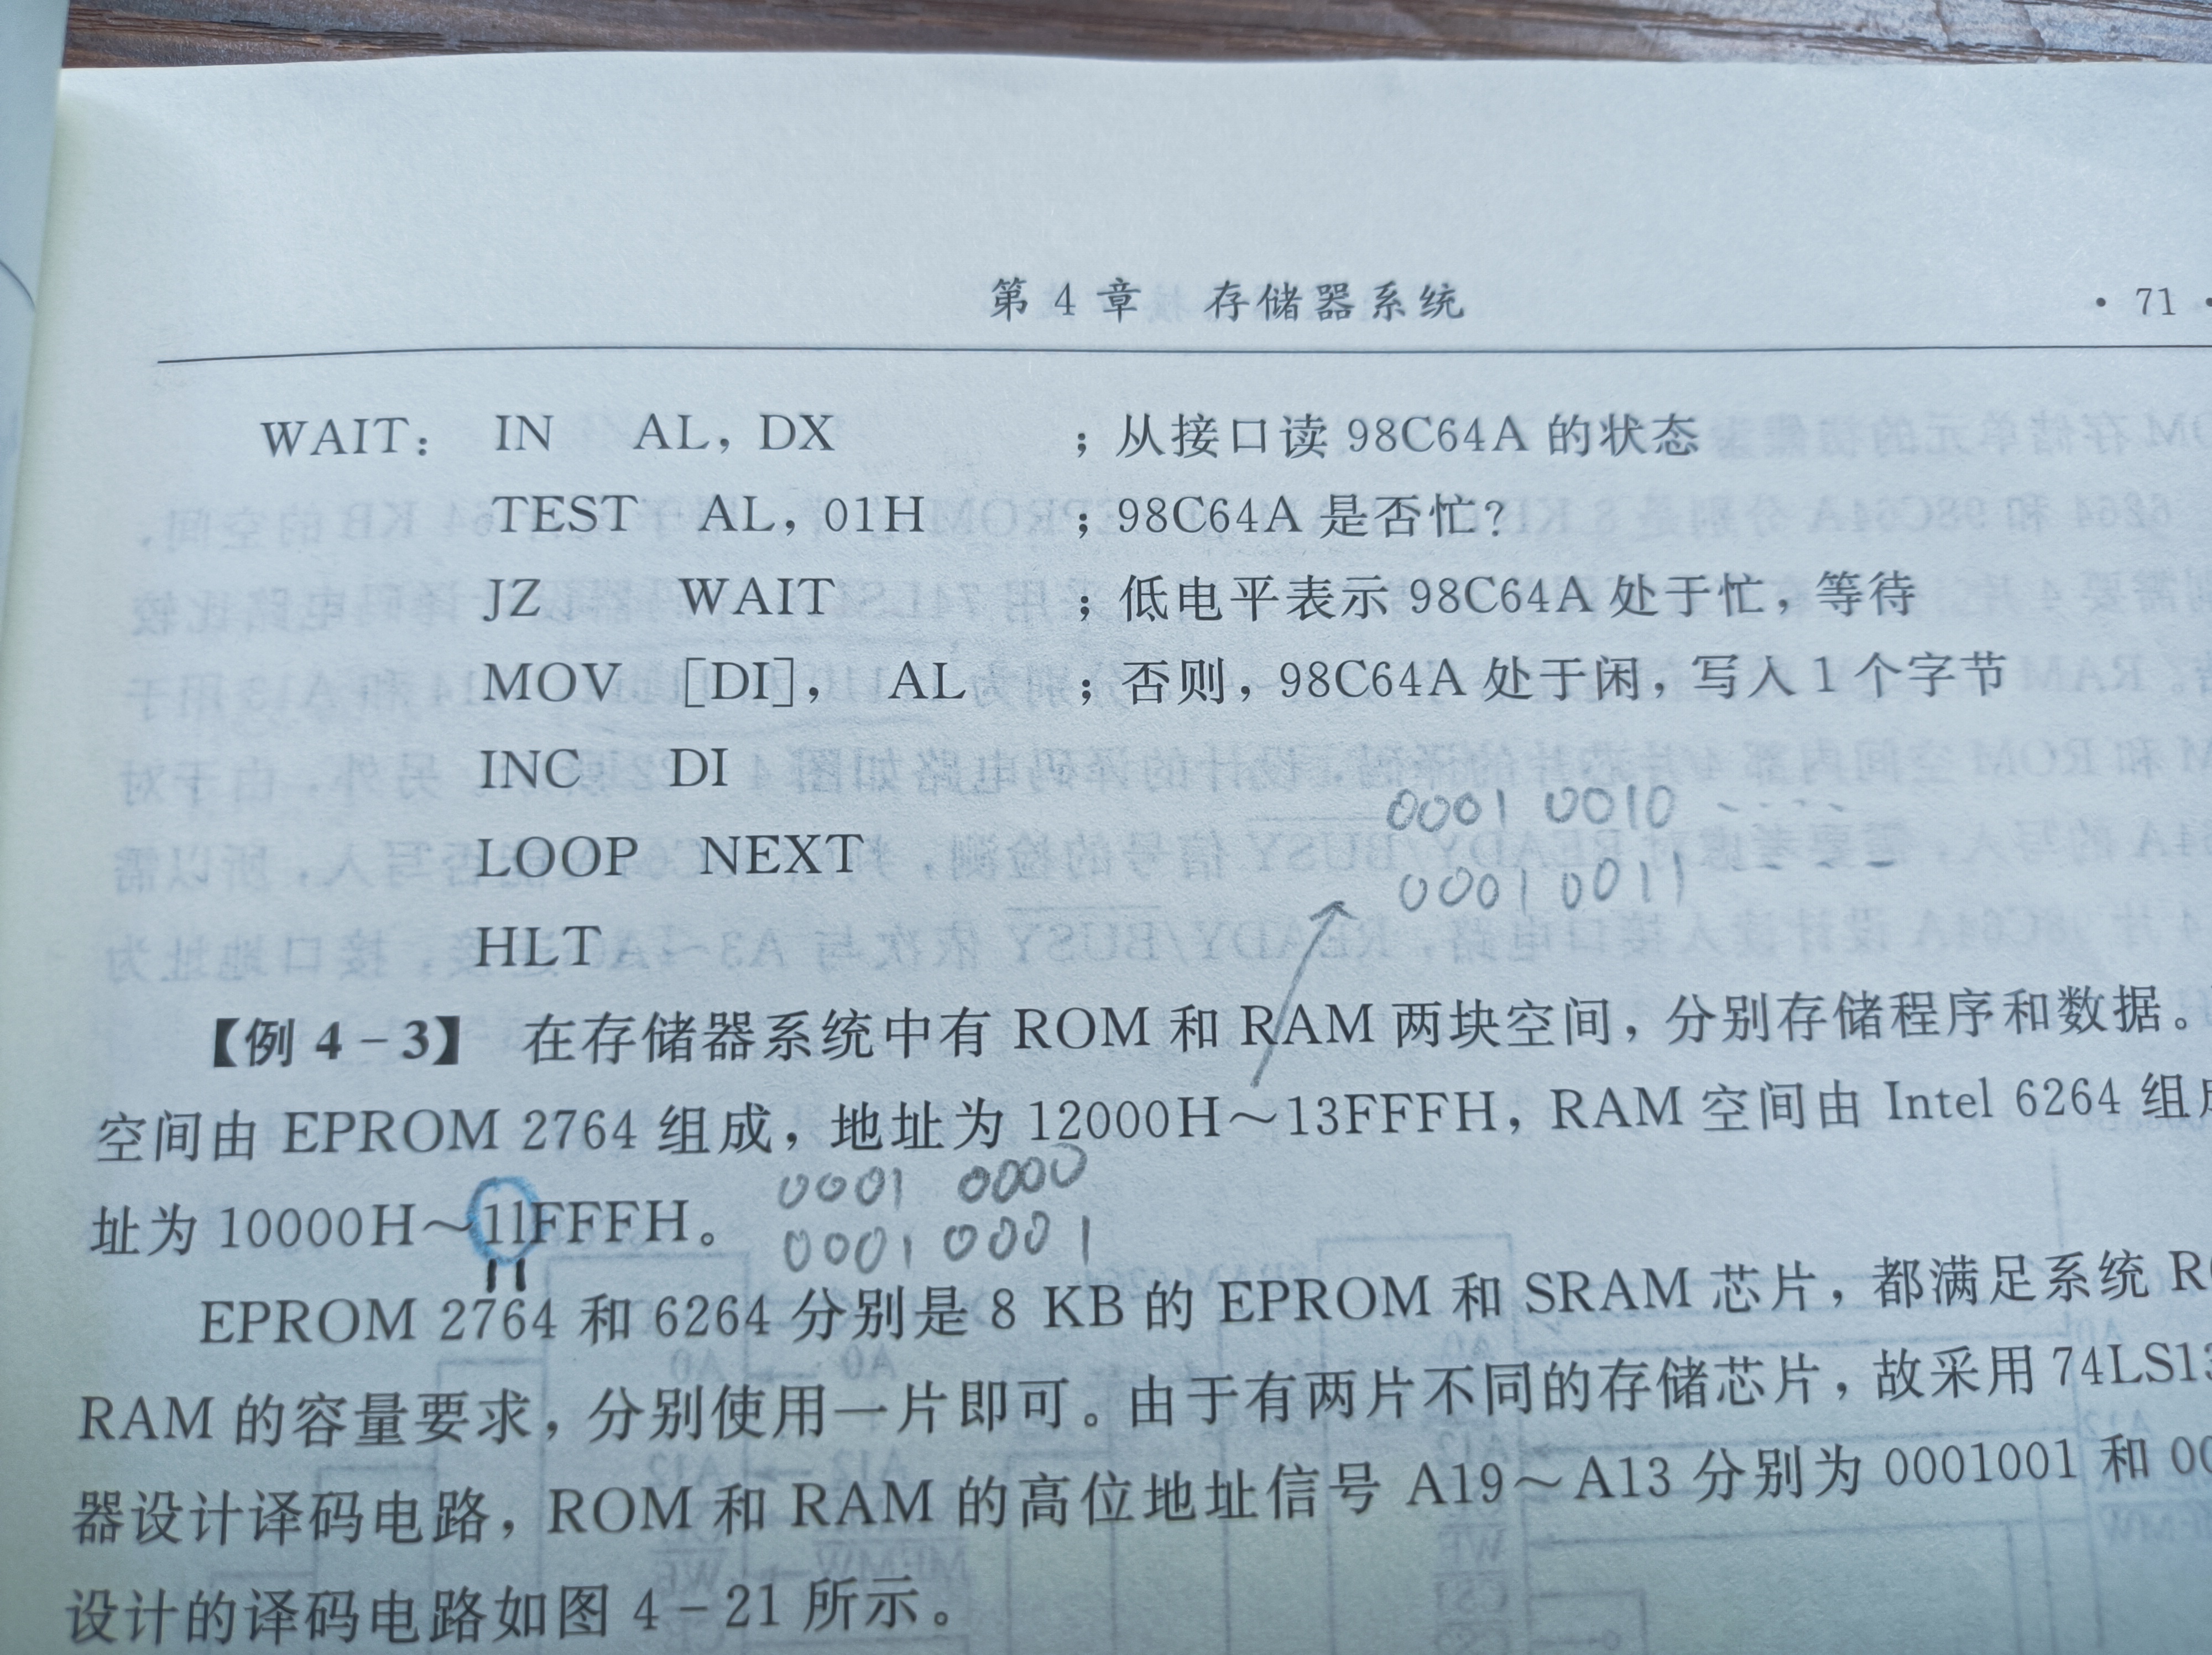 第 4 章 存储器系统 · 71 ·
WAIT: IN AL, DX ; 从接口读 98C64A 的状态
TEST AL, 01H ; 98C64A 是否忙?
JZ WAIT ; 低电平表示 98C64A 处于忙, 等待
MOV [DI], AL ; 否则, 98C64A 处于闲, 写入 1 个字节
INC DI
0001 0010 - - - -
LOOP NEXT
0001 0011 - - - -
HLT
【例 4-3】 在存储器系统中有 ROM 和 RAM 两块空间, 分别存储程序和数据。
空间由 EPROM 2764 组成, 地址为 12000H~13FFFH, RAM 空间由 Intel 6264 组
0001 0000
址为 10000H~11FFFH。
0001 0001
11
EPROM 2764 和 6264 分别是 8 KB 的 EPROM 和 SRAM 芯片, 都满足系统
RAM 的容量要求, 分别使用一片即可。由于有两片不同的存储芯片, 故采用 74LS13
器设计译码电路, ROM 和 RAM 的高位地址信号 A19~A13 分别为 0001001 和 00
设计的译码电路如图 4-21 所示。